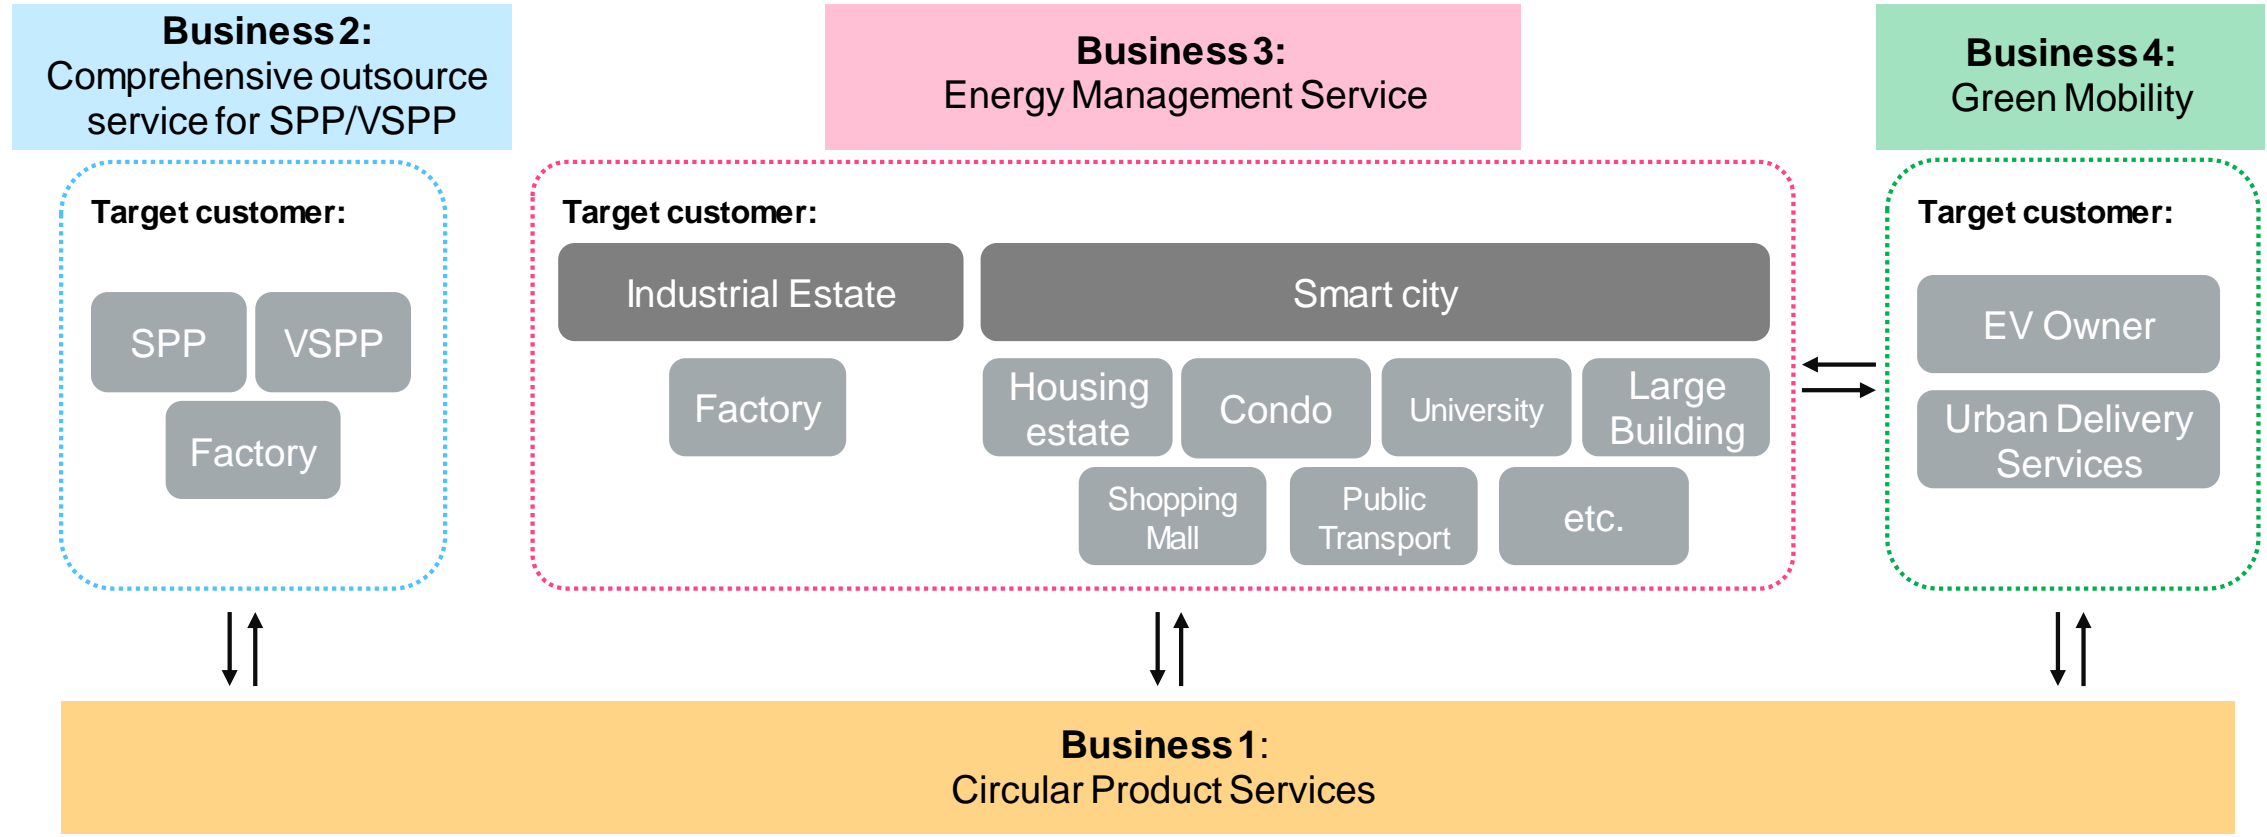 Business 2:
Comprehensive outsource
service for SPP/VSPP
Business 3:
Energy Management Service
Business 4:
Green Mobility
Target customer:
SPP
VSPP
Factory
Target customer:
Industrial Estate
Smart city
Factory
Housing
estate
Condo
University
Large
Building
Shopping
Mall
Public
Transport
etc.
Target customer:
EV Owner
Urban Delivery
Services
Business 1:
Circular Product Services